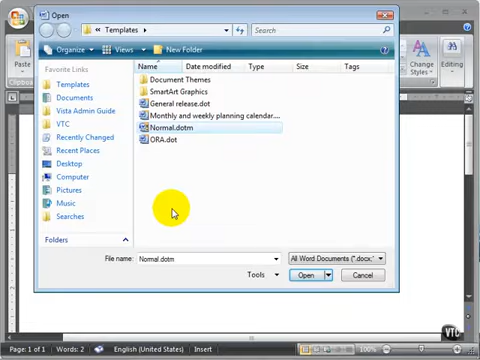 Open
Templates
Search
Organize Views New Folder
Favorite Links
Name Date modified Type Size Tags
Templates
Documents
Vista Admin Guide
VTC
Recently Changed
Recent Places
Desktop
Computer
Pictures
Music
Searches
Folders
Document Themes
SmartArt Graphics
General release.dot
Monthly and weekly planning calendar....
Normal.dotm
ORA.dot
File name: Normal.dotm
All Word Documents (*.docx;
Tools Open Cancel
Paste
Change
Styles
Editing
VTC
Page: 1 of 1 Words: 2 English (United States) Insert 100%